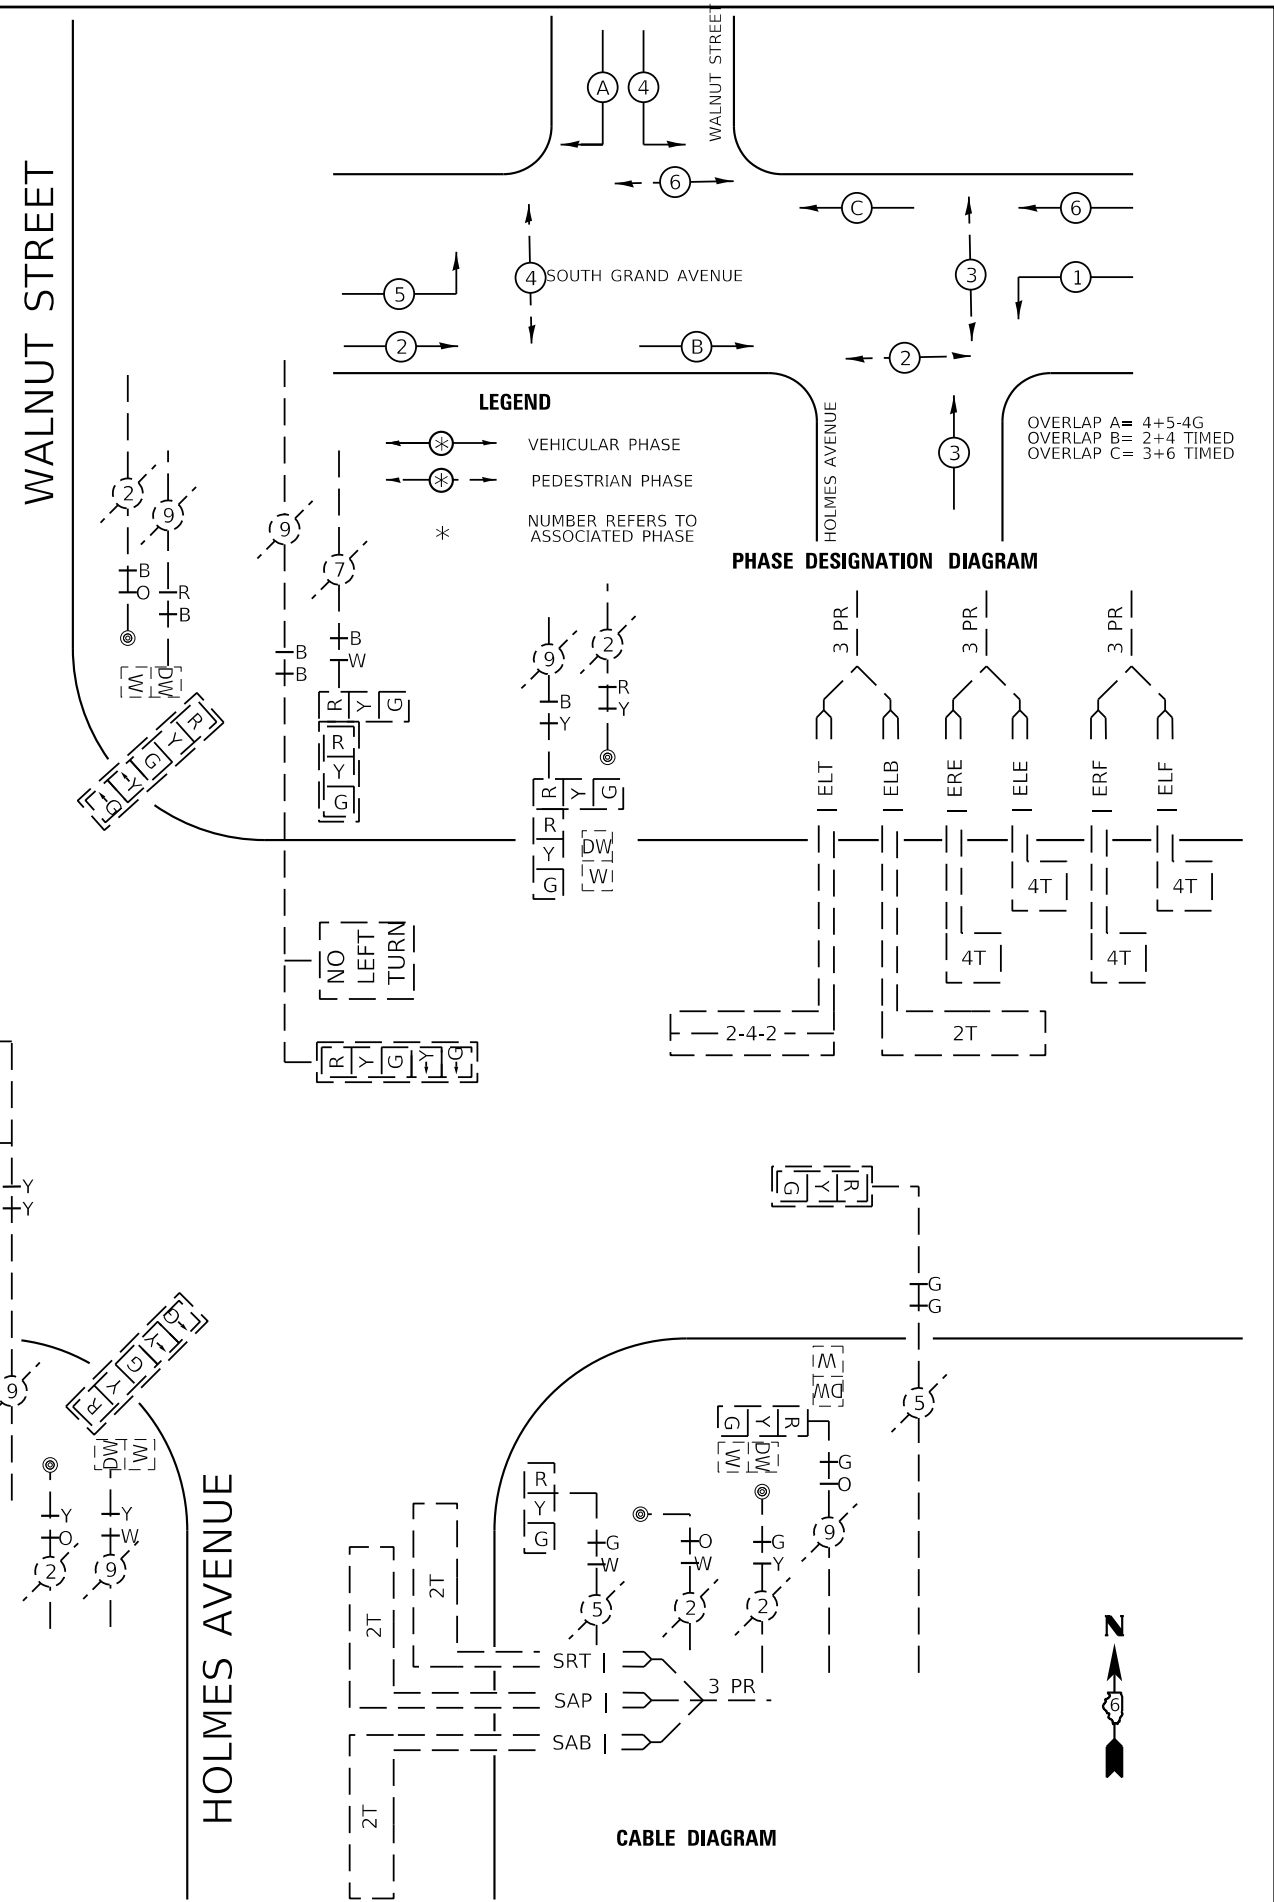 WALNUT STREET
A
4
WALNUT STREET
6
C
6
4
SOUTH GRAND AVENUE
3
1
5
2
B
2
HOLMES AVENUE
3
OVERLAP A= 4+5-4G
OVERLAP B= 2+4 TIMED
OVERLAP C= 3+6 TIMED
LEGEND
* VEHICULAR PHASE
* PEDESTRIAN PHASE
* NUMBER REFERS TO
ASSOCIATED PHASE
PHASE DESIGNATION DIAGRAM
2
9
B
O
R
B
W DW
R Y G Y G
9
B
B
7
B
W
R Y G
R
Y
G
9
B
Y
2
R
Y
R Y G
R
Y
G
DW
W
3 PR
3 PR
3 PR
ELT
ELB
ERE
ELE
ERF
ELF
4T
4T
4T
4T
2-4-2
2T
NO
LEFT
TURN
R Y G Y G
Y
Y
9
R Y G Y G
DW W
Y
O
2
Y
W
9
HOLMES AVENUE
G Y R
G
G
5
W
DW
G Y R
W DW
G
O
9
R
Y
G
G
W
5
O
W
2
G
Y
2
2T
2T
2T
SRT
SAP
SAB
3 PR
N
6
CABLE DIAGRAM